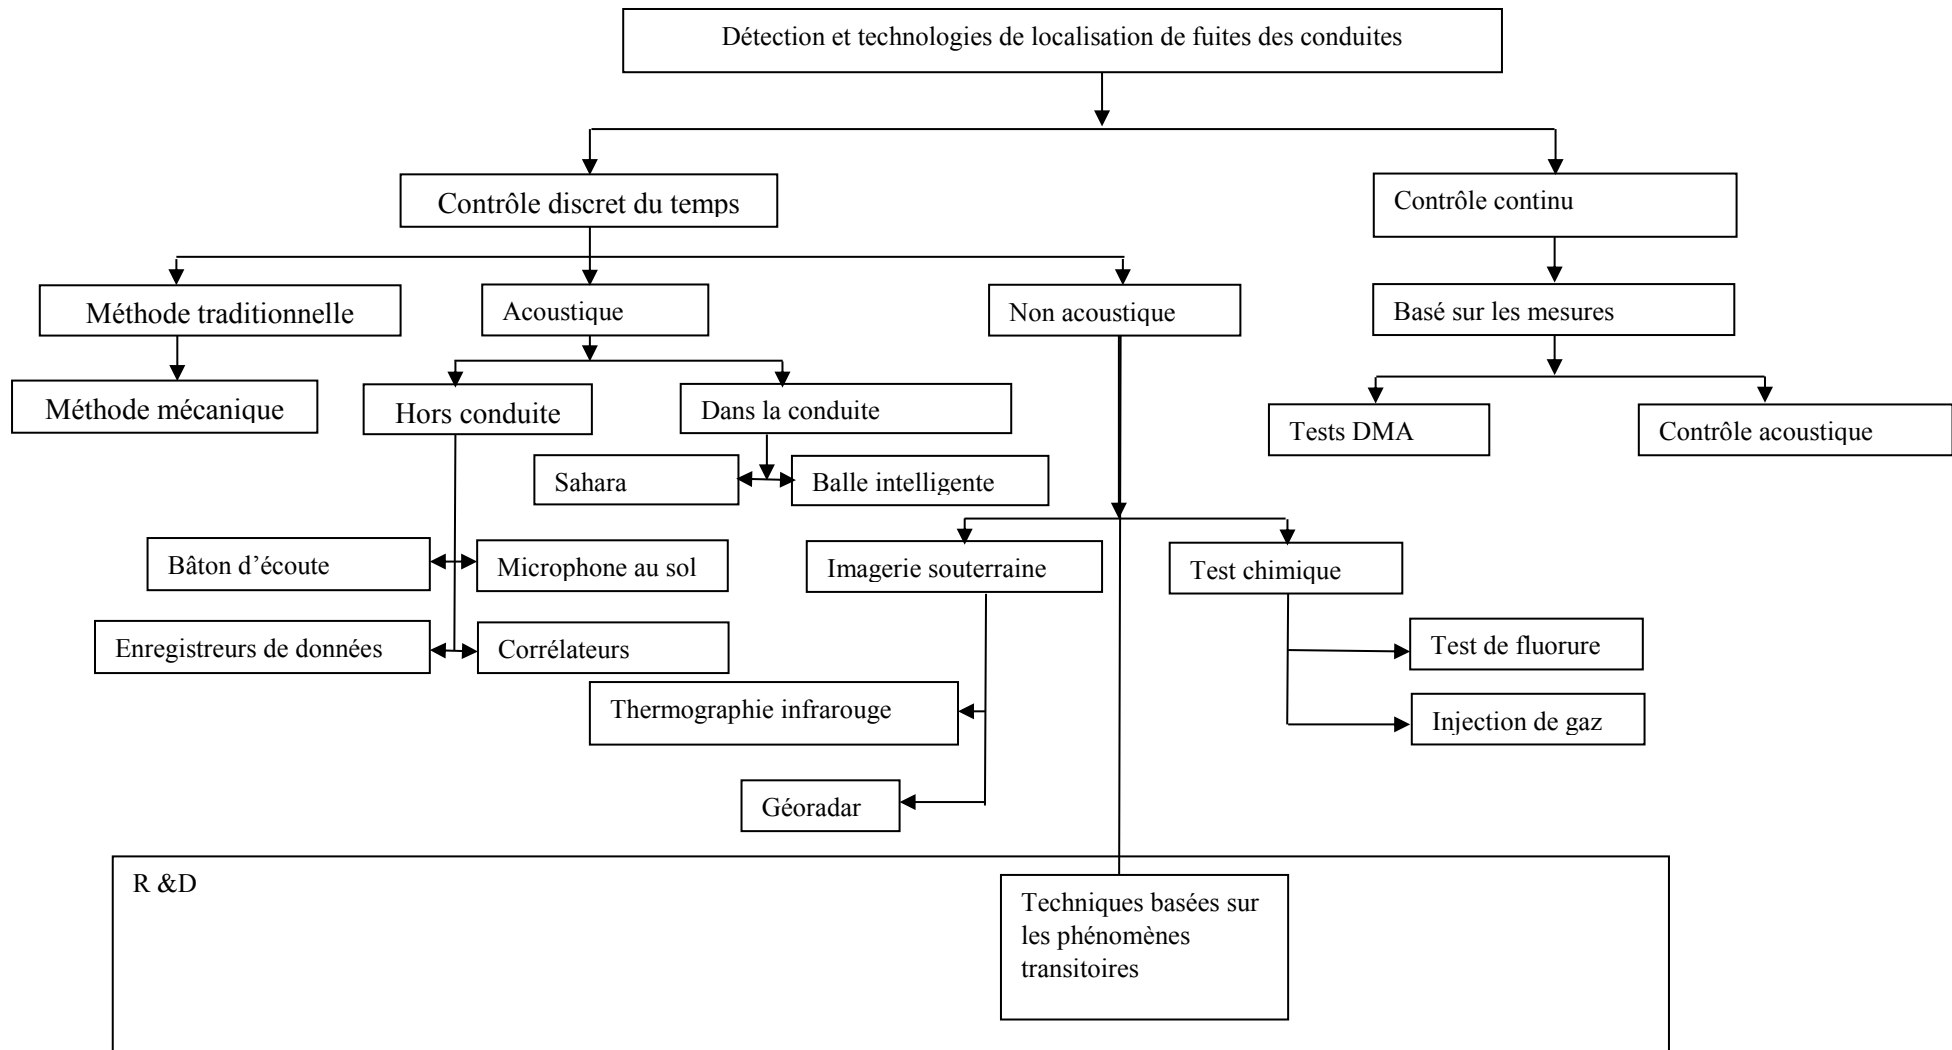 Détection et technologies de localisation de fuites des conduites
Contrôle discret du temps
Contrôle continu
Méthode traditionnelle
Acoustique
Non acoustique
Basé sur les mesures
Méthode mécanique
Hors conduite
Dans la conduite
Tests DMA
Contrôle acoustique
Sahara
Balle intelligente
Bâton d’écoute
Microphone au sol
Imagerie souterraine
Test chimique
Enregistreurs de données
Corrélateurs
Test de fluorure
Thermographie infrarouge
Injection de gaz
Géoradar
R &D
Techniques basées sur
les phénomènes
transitoires